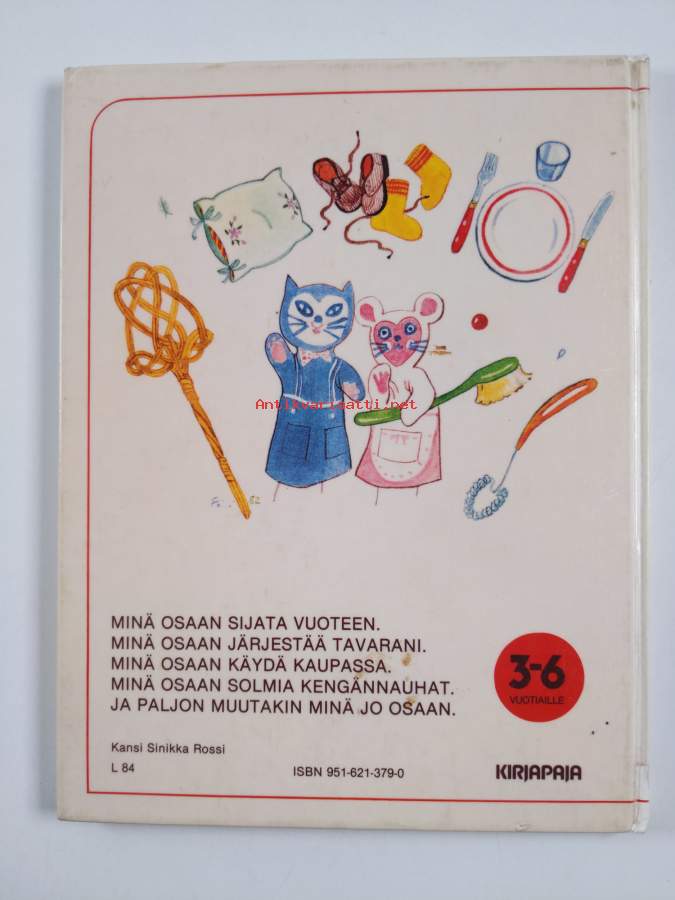 Antikvarisatti.net
MINÄ OSAAN SIJATA VUOTEEN.
MINÄ OSAAN JÄRJESTÄÄ TAVARANI.
MINÄ OSAAN KÄYDÄ KAUPASSA.
MINÄ OSAAN SOLMIA KENGÄNNAUHAT.
JA PALJON MUUTAKIN MINÄ JO OSAAN.
3-6
VUOTIAILLE
Kansi Sinikka Rossi
L 84
ISBN 951-621-379-0
KIRJAPAJA